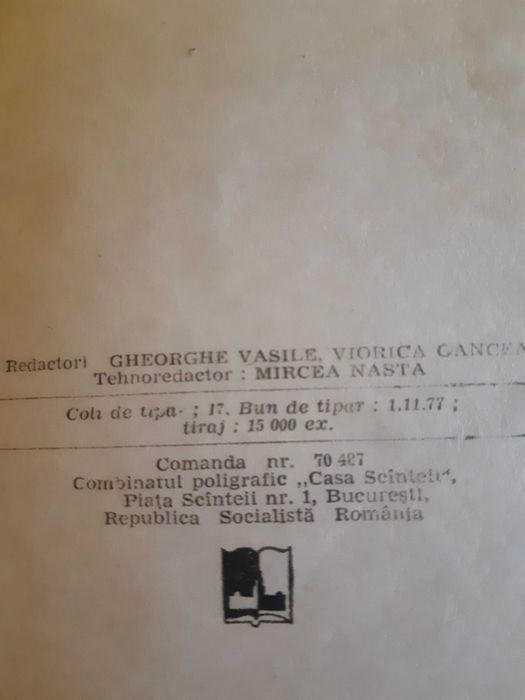 Redactori GHEORGHE VASILE, VIORICA OANCEA
Tehnoredactor : MIRCEA NASTA
Coli de tipar ; 17. Bun de tipar : 1.11.77 ;
tiraj : 15 000 ex.
Comanda nr. 70 427
Combinatul poligrafic „Casa Scînteii“,
Piața Scînteii nr. 1, București,
Republica Socialistă România